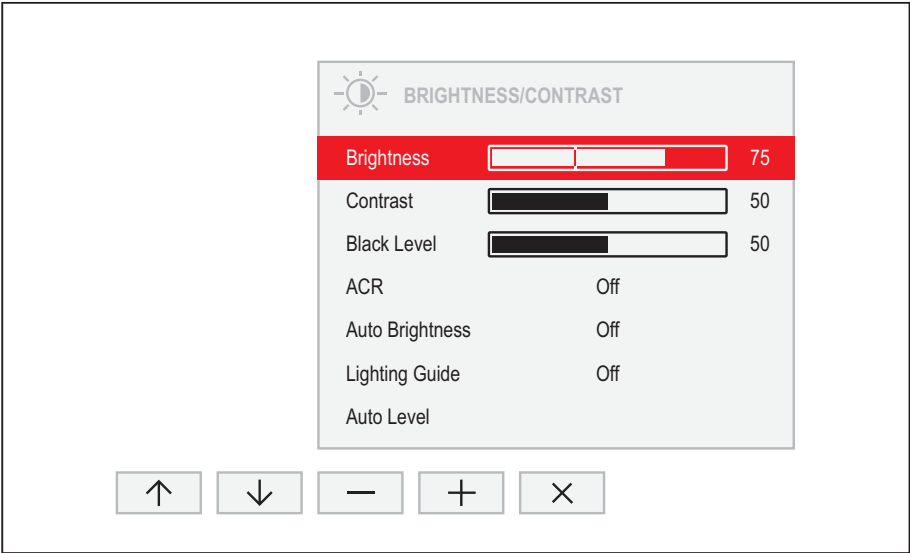 BRIGHTNESS/CONTRAST
Brightness 75
Contrast 50
Black Level 50
ACR Off
Auto Brightness Off
Lighting Guide Off
Auto Level